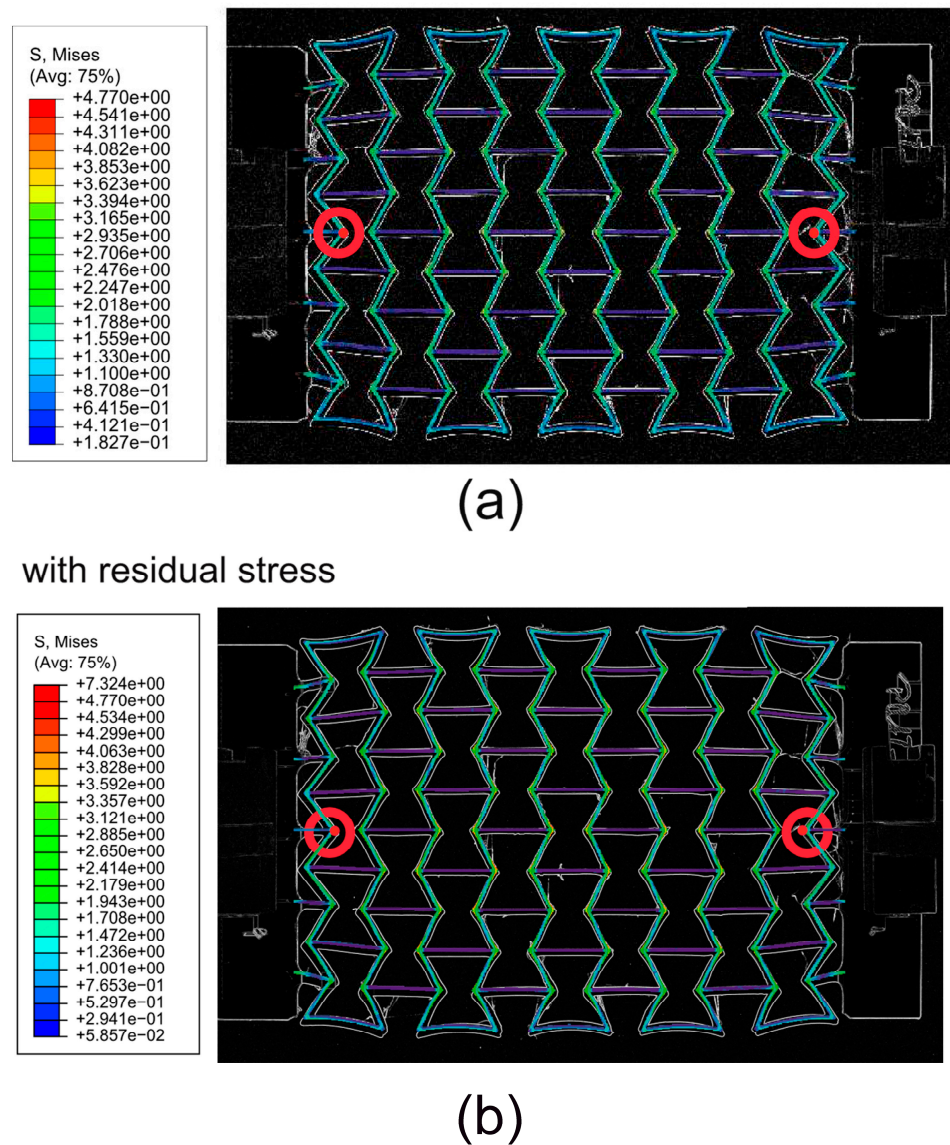 S, Mises
(Avg: 75%)
+4.770e+00
+4.541e+00
+4.311e+00
+4.082e+00
+3.853e+00
+3.623e+00
+3.394e+00
+3.165e+00
+2.935e+00
+2.706e+00
+2.476e+00
+2.247e+00
+2.018e+00
+1.788e+00
+1.559e+00
+1.330e+00
+1.100e+00
+8.708e−01
+6.415e−01
+4.121e−01
+1.827e−01
(a)
with residual stress
S, Mises
(Avg: 75%)
+7.324e+00
+4.770e+00
+4.534e+00
+4.299e+00
+4.063e+00
+3.828e+00
+3.592e+00
+3.357e+00
+3.121e+00
+2.885e+00
+2.650e+00
+2.414e+00
+2.179e+00
+1.943e+00
+1.708e+00
+1.472e+00
+1.236e+00
+1.001e+00
+7.653e−01
+5.297e−01
+2.941e−01
+5.857e−02
(b)